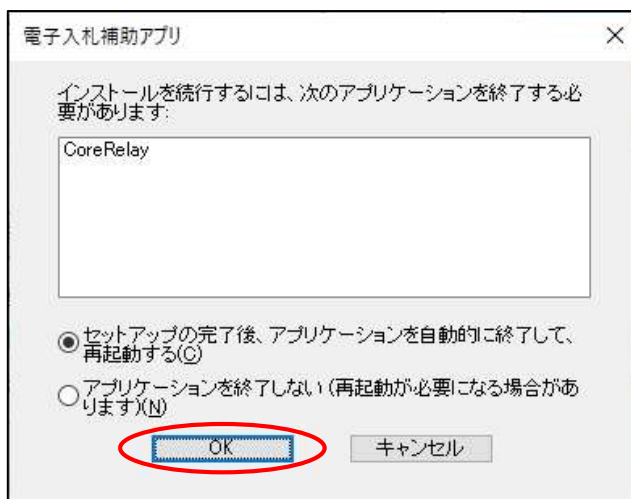 電子入札補助アプリ
インストールを続行するには、次のアプリケーションを終了する必
要があります:
CoreRelay
セットアップの完了後、アプリケーションを自動的に終了して、
再起動する(C)
アプリケーションを終了しない(再起動が必要になる場合があ
ります)(N)
OK キャンセル